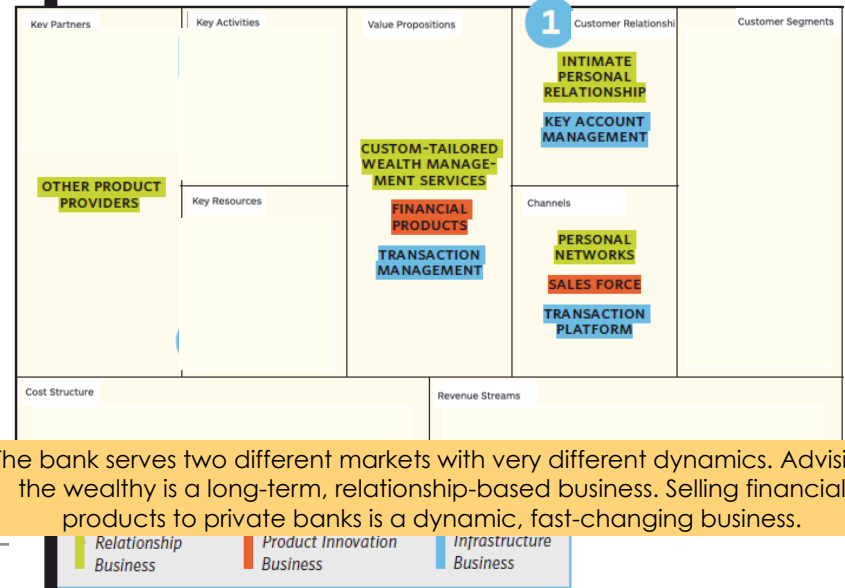 Key Partners
Key Activities
Value Propositions
1
Customer Relationshi
Customer Segments
INTIMATE
PERSONAL
RELATIONSHIP
KEY ACCOUNT
MANAGEMENT
CUSTOM-TAILORED
WEALTH MANAGE-
MENT SERVICES
FINANCIAL
PRODUCTS
TRANSACTION
MANAGEMENT
OTHER PRODUCT
PROVIDERS
Key Resources
Channels
PERSONAL
NETWORKS
SALES FORCE
TRANSACTION
PLATFORM
Cost Structure
Revenue Streams
The bank serves two different markets with very different dynamics. Advisi
the wealthy is a long-term, relationship-based business. Selling financial
products to private banks is a dynamic, fast-changing business.
Relationship
Business
Product Innovation
Business
Infrastructure
Business